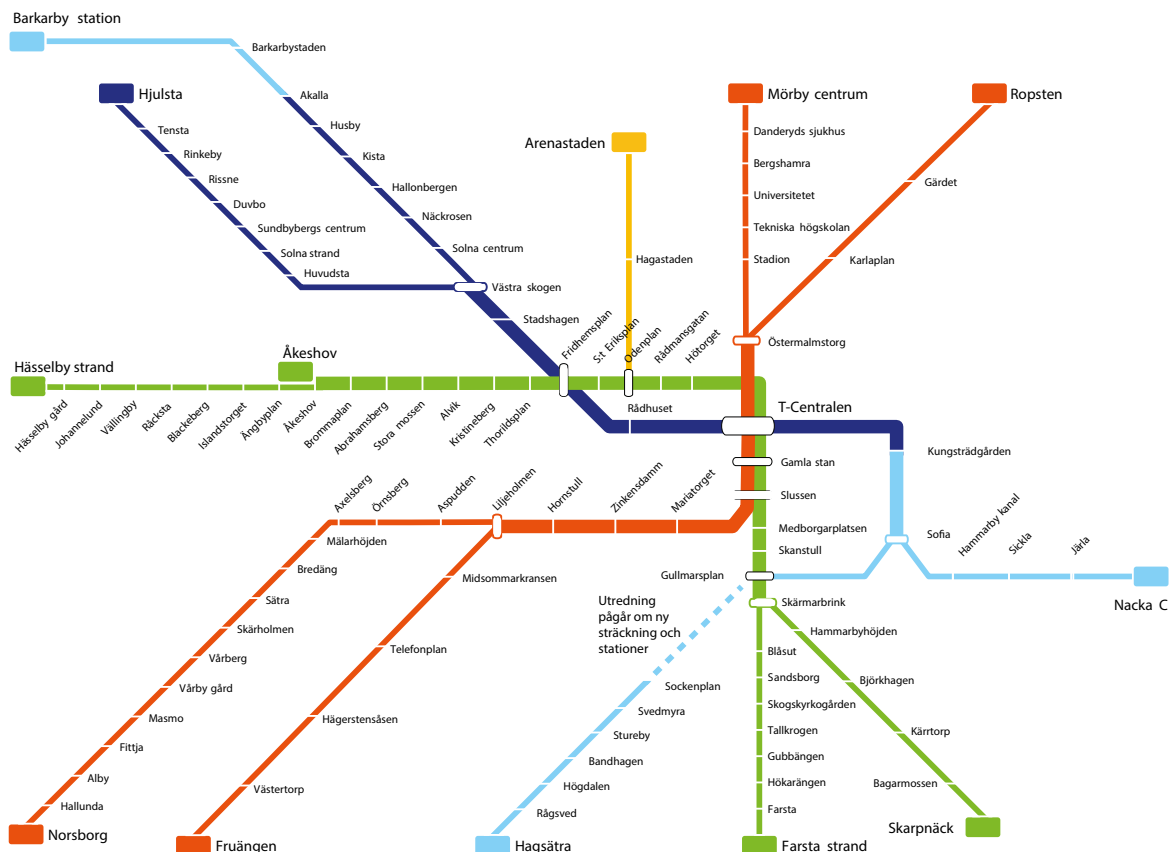 Barkarby station
Barkarbystaden
Akalla
Husby
Kista
Hallonbergen
Näckrosen
Solna centrum
Västra skogen
Stadshagen
Hjulsta
Tensta
Rinkeby
Rissne
Duvbo
Sundbybergs centrum
Solna strand
Huvudsta
Arenastaden
Hagastaden
Mörby centrum
Danderyds sjukhus
Bergshamra
Universitetet
Tekniska högskolan
Stadion
Östermalmstorg
Ropsten
Gärdet
Karlaplan
Hässelby strand
Åkeshov
Hässelby gård
Johannelund
Vällingby
Råcksta
Blackeberg
Islandstorget
Ängbyplan
Åkeshov
Brommaplan
Abrahamsberg
Stora mossen
Alvik
Kristineberg
Thorildsplan
Fridhemsplan
S:t Eriksplan
Odenplan
Rådmansgatan
Hötorget
Rådhuset
T-Centralen
Kungsträdgården
Gamla stan
Slussen
Medborgarplatsen
Skanstull
Gullmarsplan
Skärmarbrink
Sofia
Hammarby kanal
Sickla
Järla
Nacka C
Axelsberg
Örnsberg
Aspudden
Liljeholmen
Hornstull
Zinkensdamm
Mariatorget
Mälarhöjden
Bredäng
Sätra
Skärholmen
Vårberg
Vårby gård
Masmo
Fittja
Alby
Hallunda
Norsborg
Midsommarkransen
Telefonplan
Hägerstensåsen
Västertorp
Fruängen
Utredning
pågår om ny
sträckning och
stationer
Sockenplan
Svedmyra
Stureby
Bandhagen
Högdalen
Rågsved
Hagsätra
Blåsut
Sandsborg
Skogskyrkogården
Tallkrogen
Gubbängen
Hökarängen
Farsta
Farsta strand
Hammarbyhöjden
Björkhagen
Kärrtorp
Bagarmossen
Skarpnäck